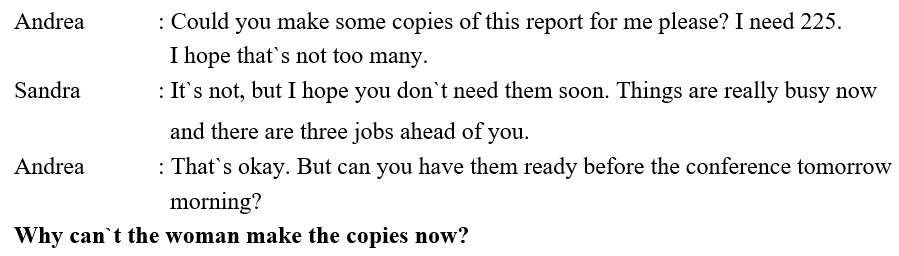 Andrea : Could you make some copies of this report for me please? I need 225.
I hope that`s not too many.
Sandra : It`s not, but I hope you don`t need them soon. Things are really busy now
and there are three jobs ahead of you.
Andrea : That`s okay. But can you have them ready before the conference tomorrow
morning?
Why can`t the woman make the copies now?